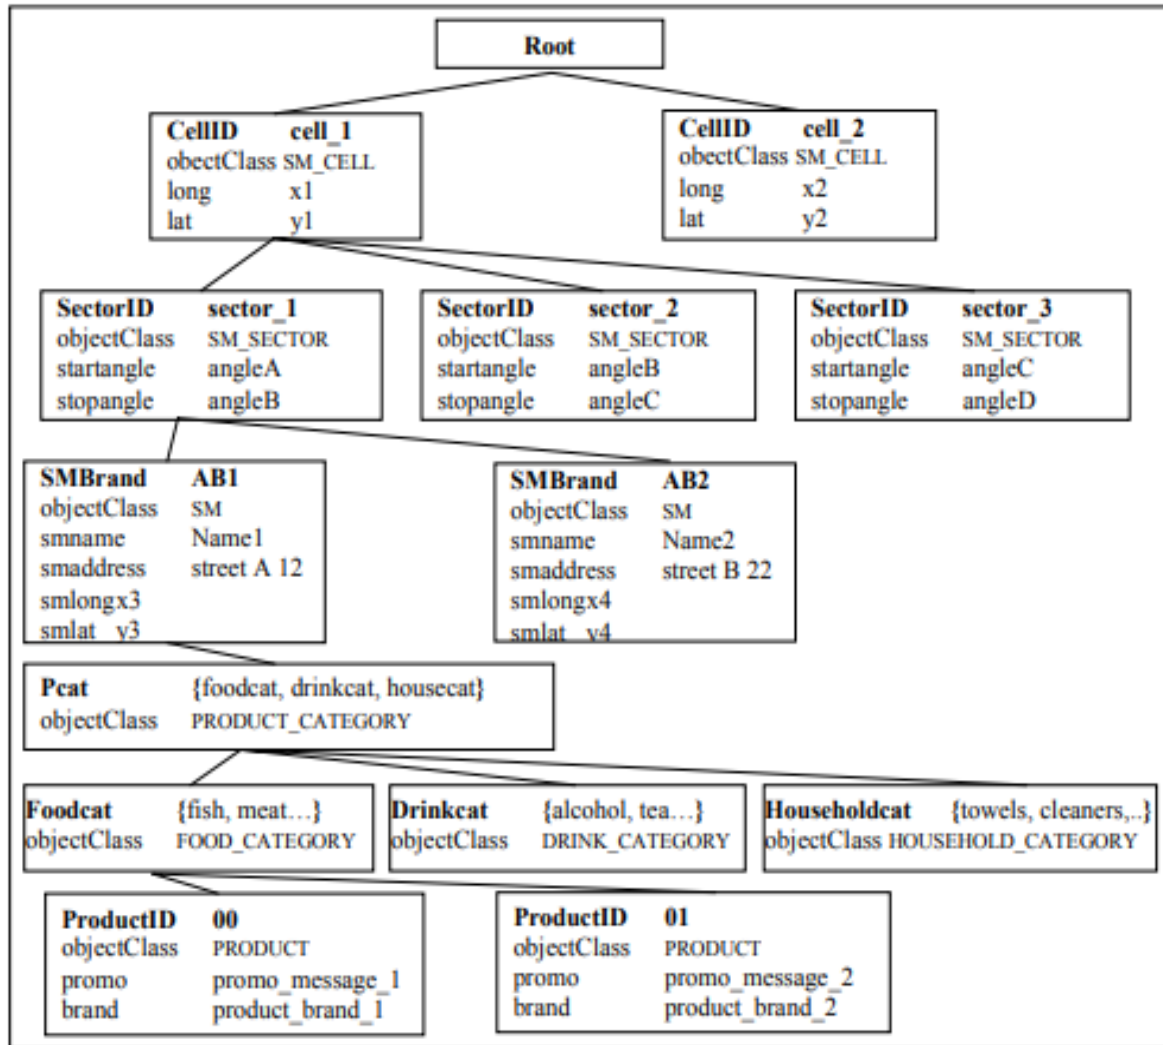 Root
CellID cell_1
obectClass SM_CELL
long x1
lat y1
CellID cell_2
obectClass SM_CELL
long x2
lat y2
SectorID sector_1
objectClass SM_SECTOR
startangle angleA
stopangle angleB
SectorID sector_2
objectClass SM_SECTOR
startangle angleB
stopangle angleC
SectorID sector_3
objectClass SM_SECTOR
startangle angleC
stopangle angleD
SMBrand AB1
objectClass SM
smname Name1
smaddress street A 12
smlongx3
smlat y3
SMBrand AB2
objectClass SM
smname Name2
smaddress street B 22
smlongx4
smlat y4
Pcat {foodcat, drinkcat, housecat}
objectClass PRODUCT_CATEGORY
Foodcat {fish, meat…}
objectClass FOOD_CATEGORY
Drinkcat {alcohol, tea…}
objectClass DRINK_CATEGORY
Householdcat {towels, cleaners,..}
objectClass HOUSEHOLD_CATEGORY
ProductID 00
objectClass PRODUCT
promo promo_message_1
brand product_brand_1
ProductID 01
objectClass PRODUCT
promo promo_message_2
brand product_brand_2